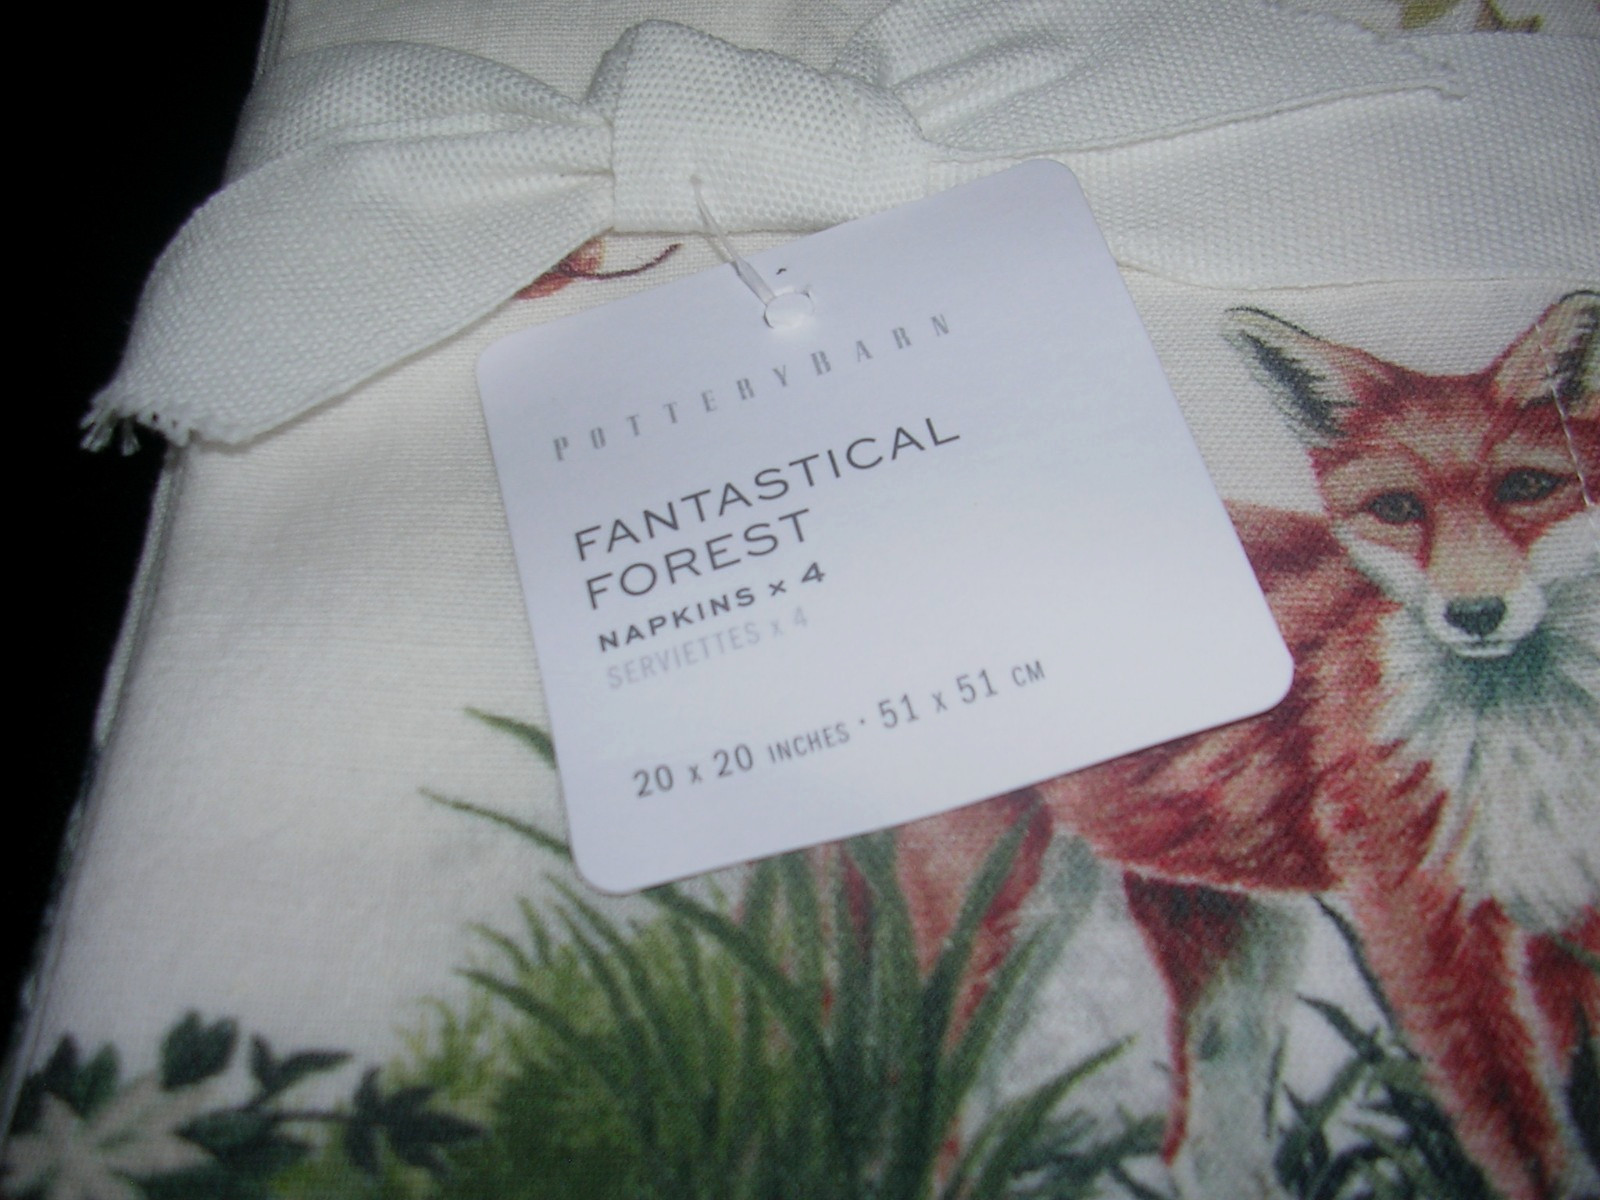 POTTERYBARN
FANTASTICAL
FOREST
NAPKINS x 4
SERVIETTES x 4
20 x 20 INCHES · 51 x 51 CM